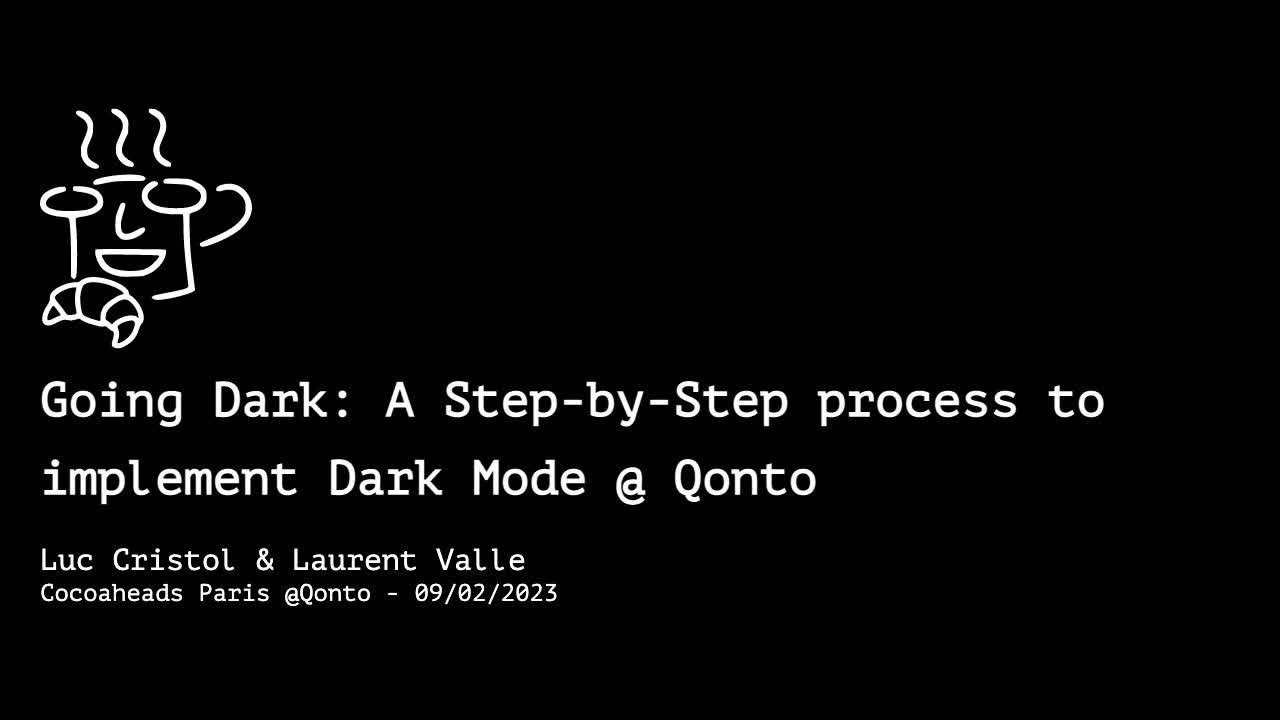 Going Dark: A Step-by-Step process to
implement Dark Mode @ Qonto
Luc Cristol & Laurent Valle
Cocoaheads Paris @Qonto - 09/02/2023